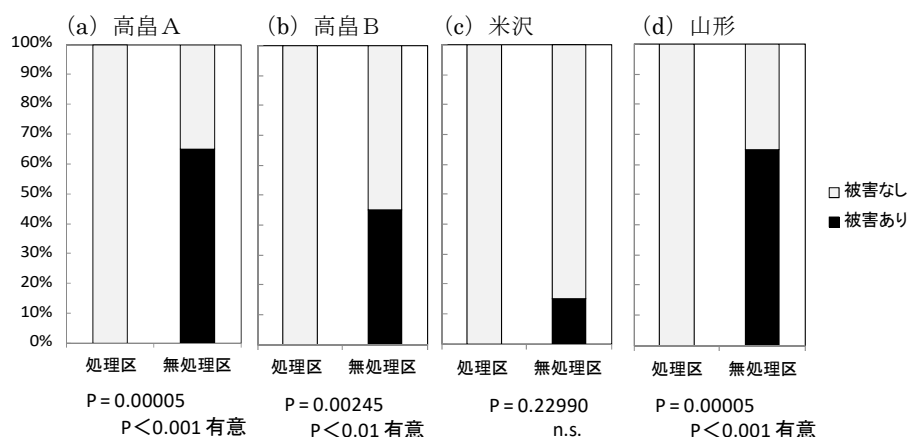 (a) 高畠A (b) 高畠B (c) 米沢 (d) 山形
100%
90%
80%
70%
60%
50%
40%
30%
20%
10%
0%
被害なし
被害あり
処理区 無処理区 処理区 無処理区 処理区 無処理区 処理区 無処理区
P = 0.00005 P = 0.00245 P = 0.22990 P = 0.00005
P<0.001 有意 P<0.01 有意 n.s. P<0.001 有意